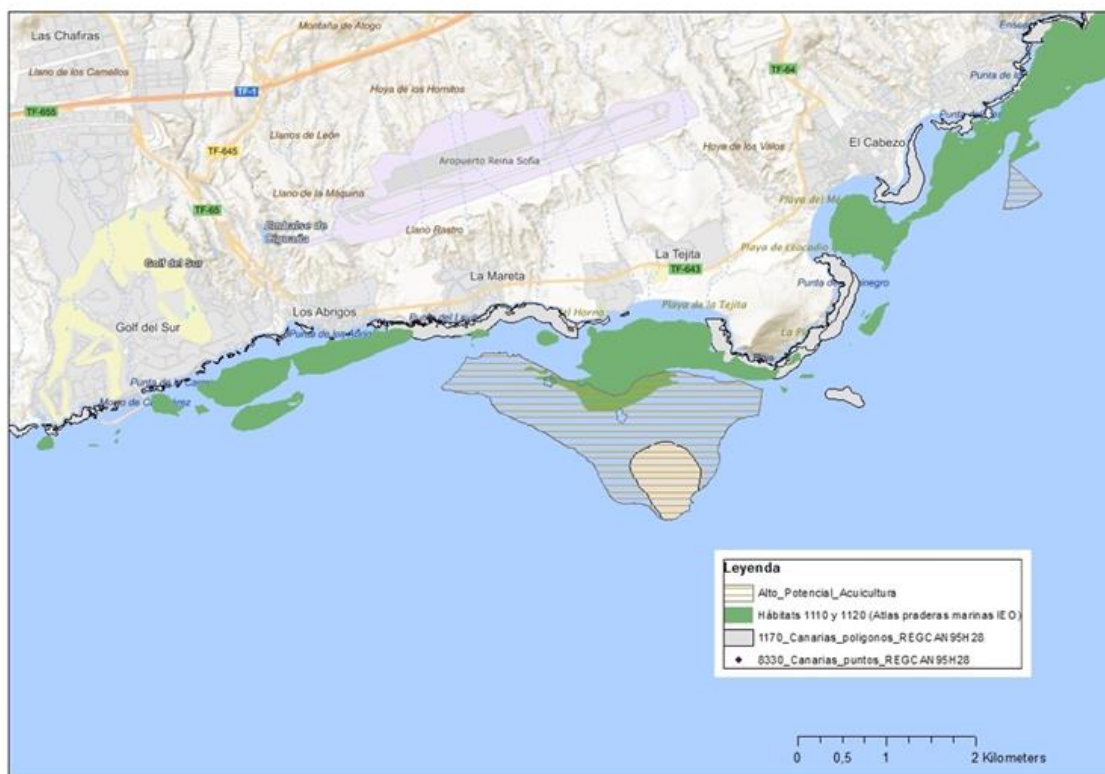 Montaña de Atogo
Las Chafiras
Llano de los Camellos
TF-64
TF-1
Hoya de los Hornitos
TF-655
Llanos de León
El Cabezo
TF-645
Aropuerto Reina Sofía
Hoya de los Valos
Llano de la Máquina
TF-65
Llano Rastro
Embalse de
La Tejita
TF-643
Golf del Sur
La Mareta
Playa de la Tejita
Los Abrigos
Golf del Sur
Leyenda
Alto_Potencial_Acuicultura
Hábitats 1110 y 1120 (Atlas praderas marinas IEO)
1170_Canarias_poligonos_REGCAN95H28
8330_Canarias_puntos_REGCAN95H28
0 0,5 1 2 Kilometers